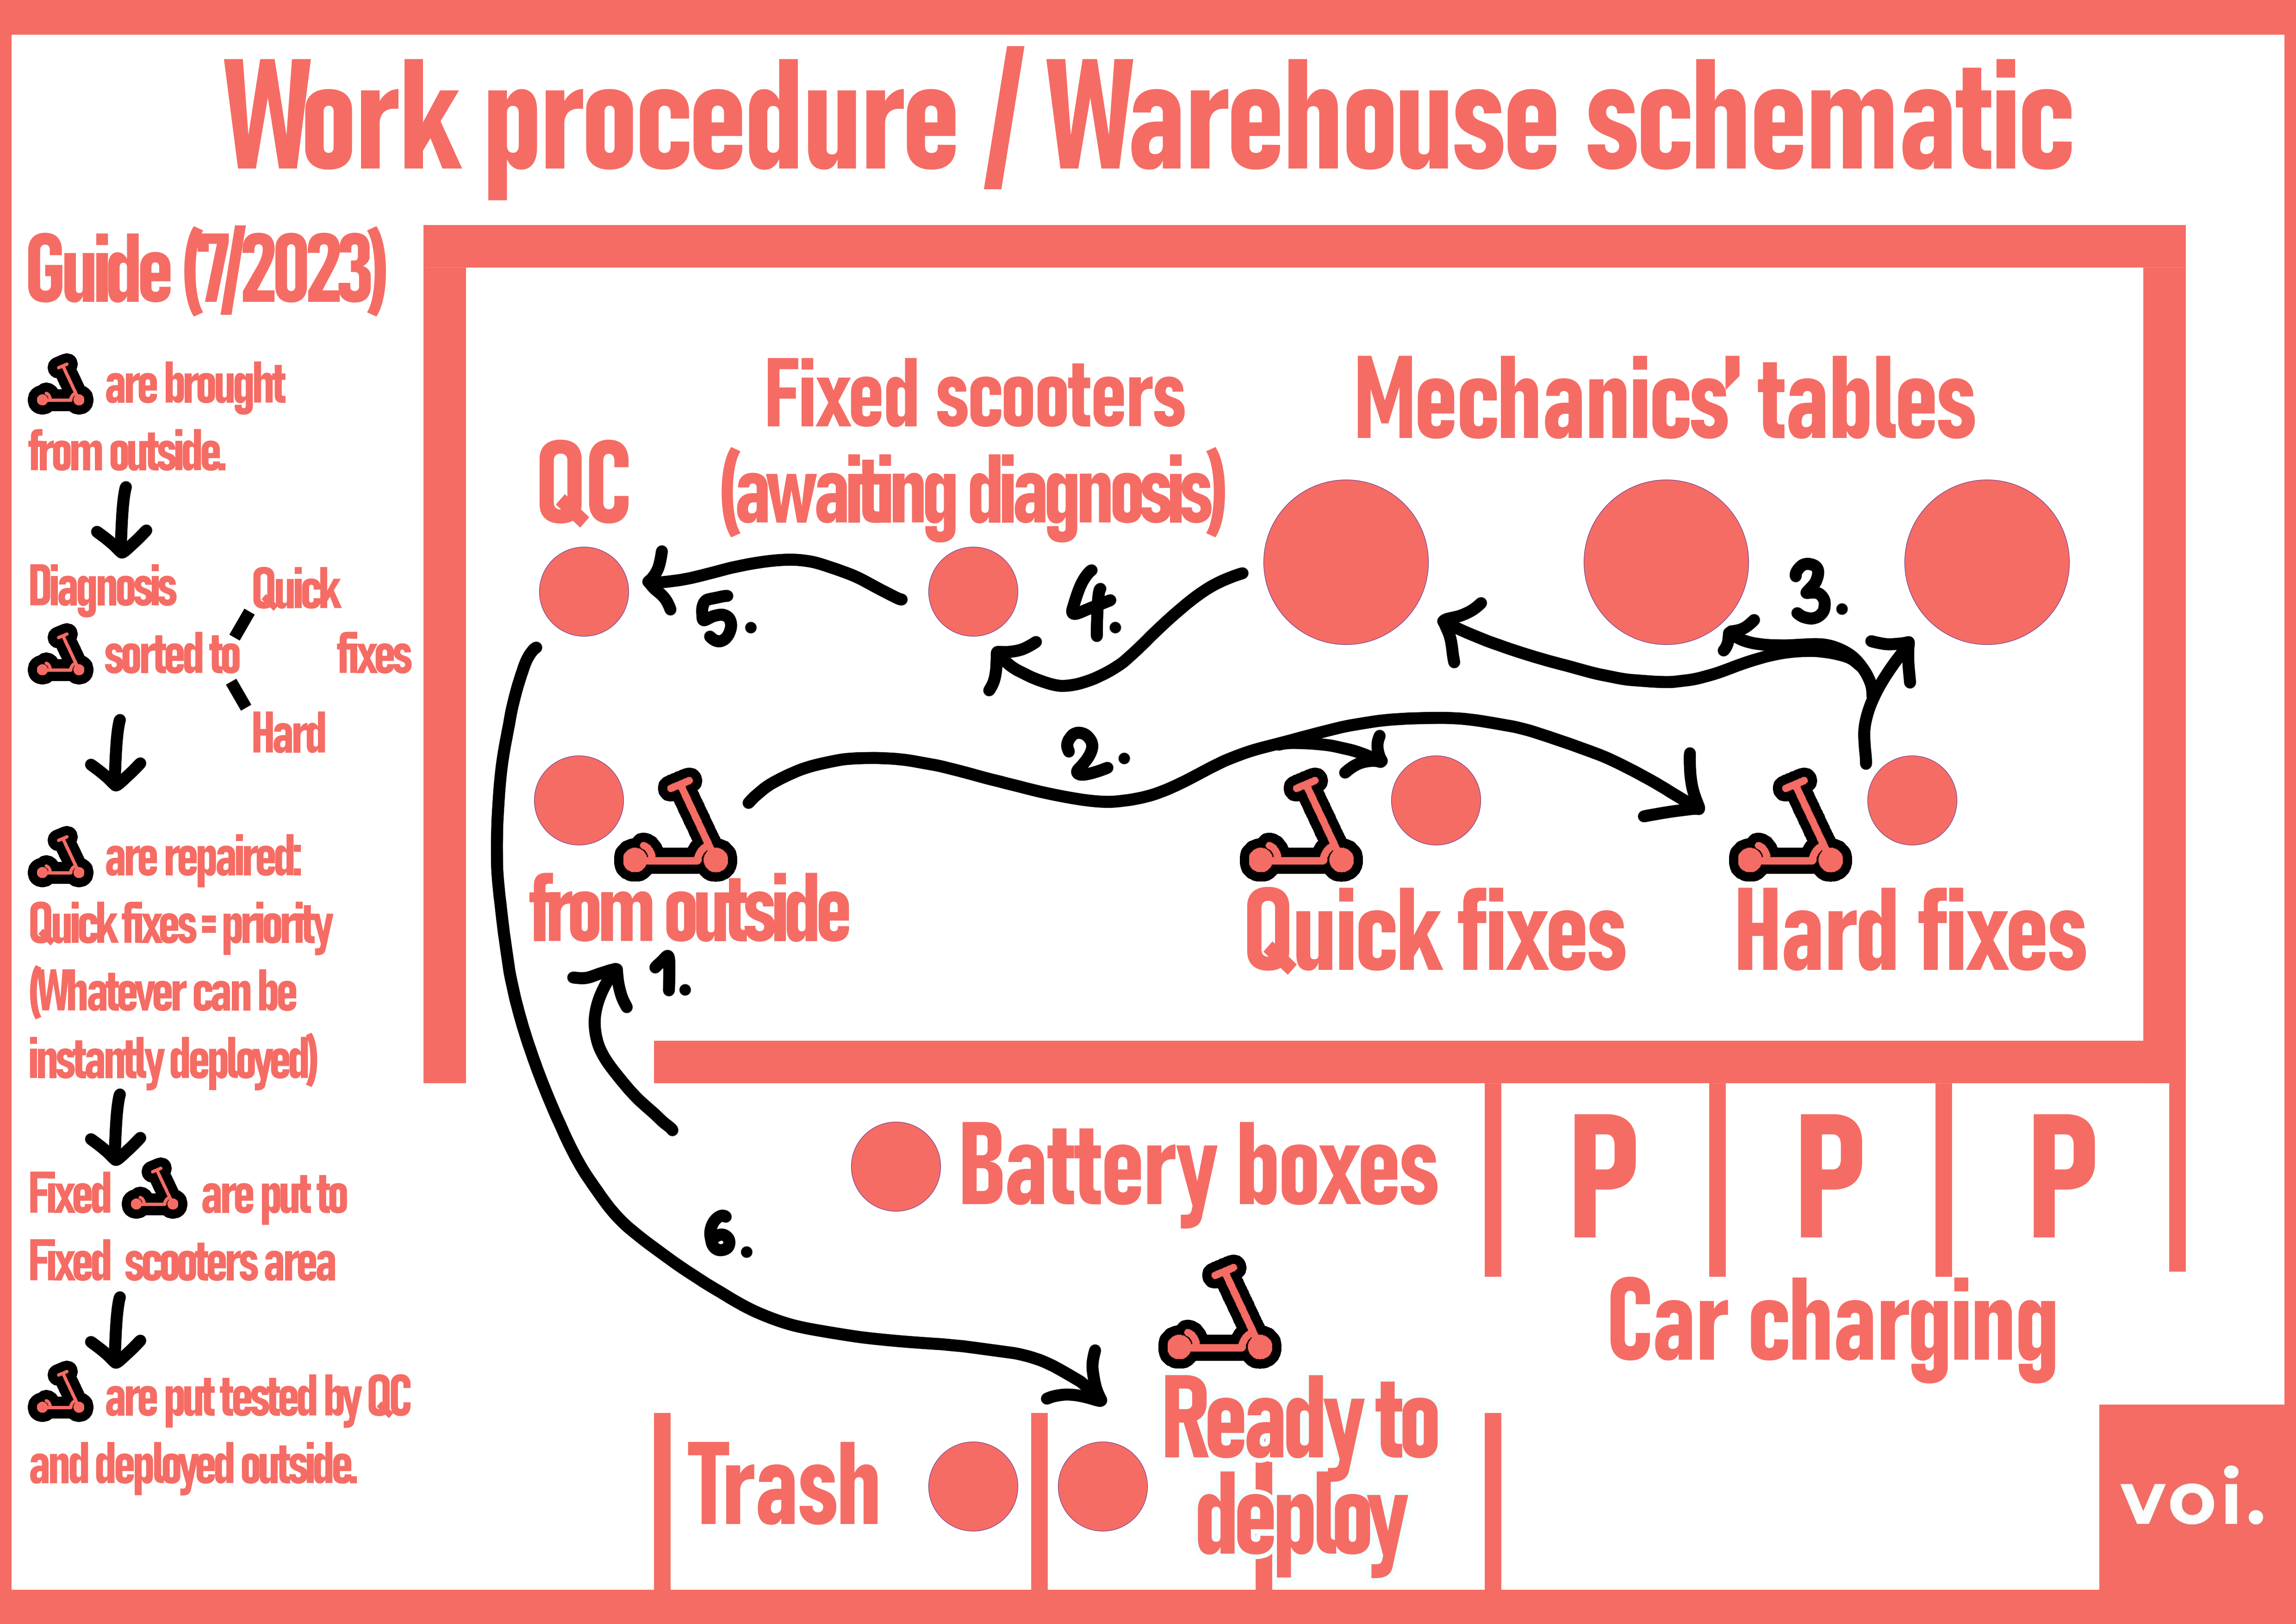 Work procedure / Warehouse schematic
Guide (7/2023)
are brought
from outside.
Diagnosis
Quick
sorted to
fixes
Hard
are repaired:
Quick fixes = priority
(Whatever can be
instantly deployed)
Fixed are put to
Fixed scooters area
are put tested by QC
and deployed outside.
QC
Fixed scooters
(awaiting diagnosis)
Mechanics' tables
5.
4.
3.
2.
from outside
Quick fixes
Hard fixes
1.
Battery boxes
P
P
P
6.
Car charging
Ready to
deploy
Trash
voi.